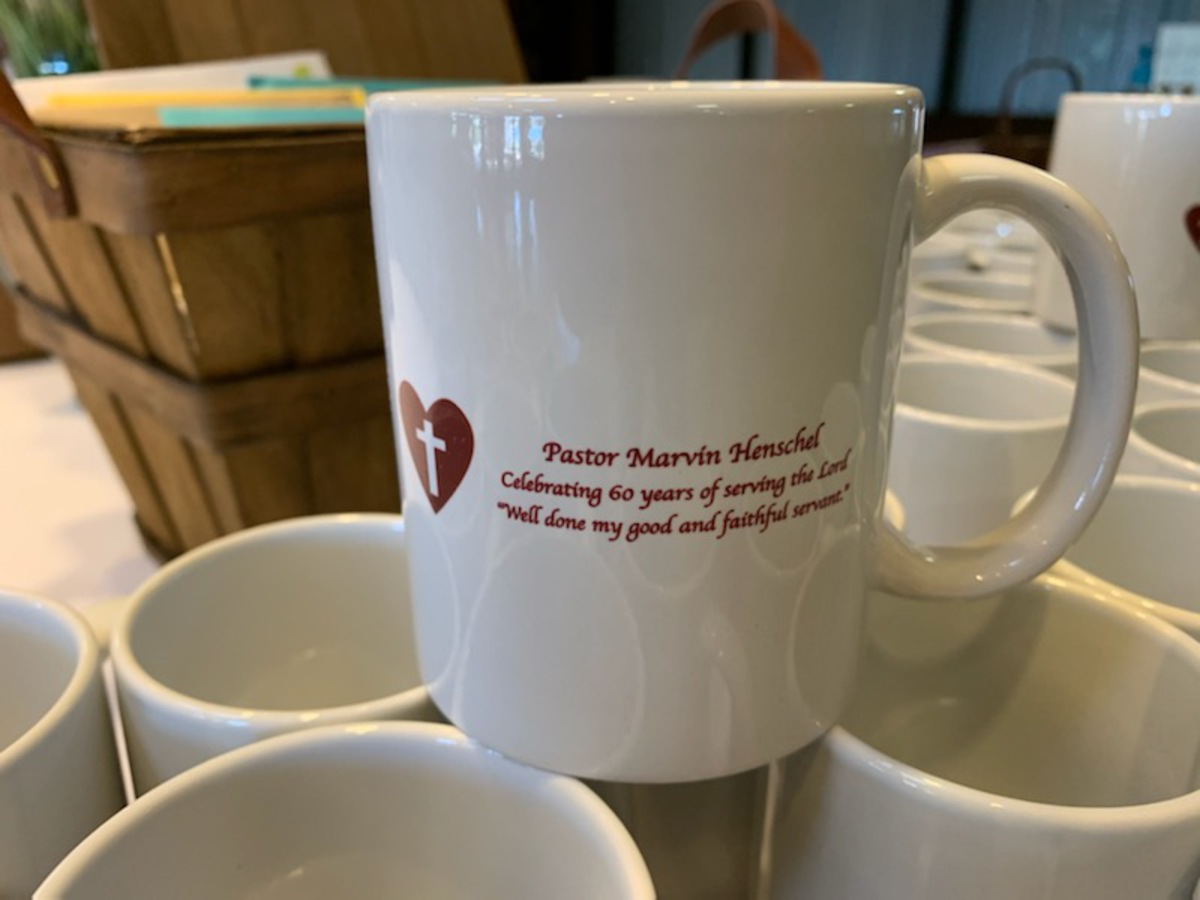 Pastor Marvin Henschel
Celebrating 60 years of serving the Lord
"Well done my good and faithful servant."